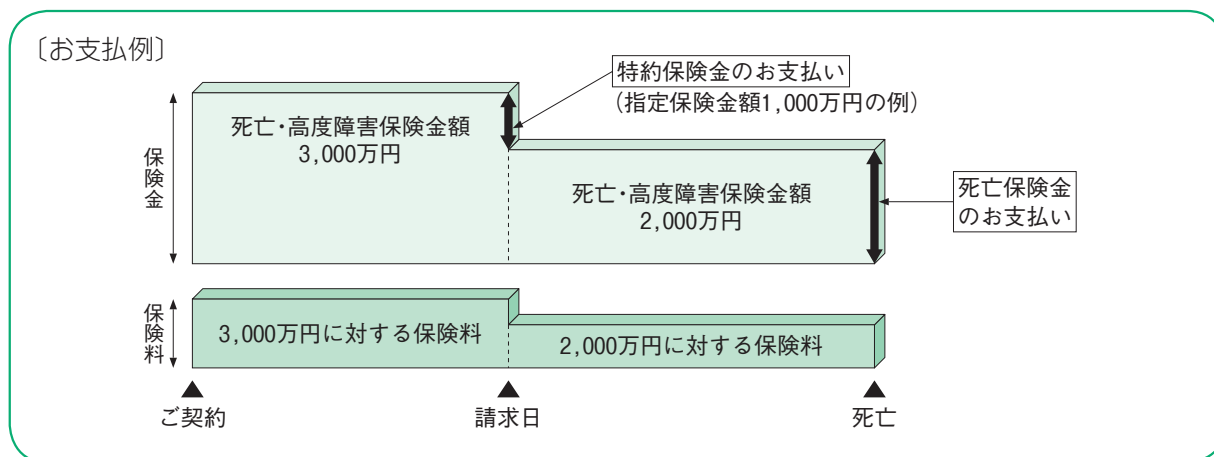 〔お支払例〕
特約保険金のお支払い
（指定保険金額1,000万円の例）
死亡・高度障害保険金額
3,000万円
保険金
死亡・高度障害保険金額
2,000万円
死亡保険金
のお支払い
保険料
3,000万円に対する保険料
2,000万円に対する保険料
ご契約
請求日
死亡